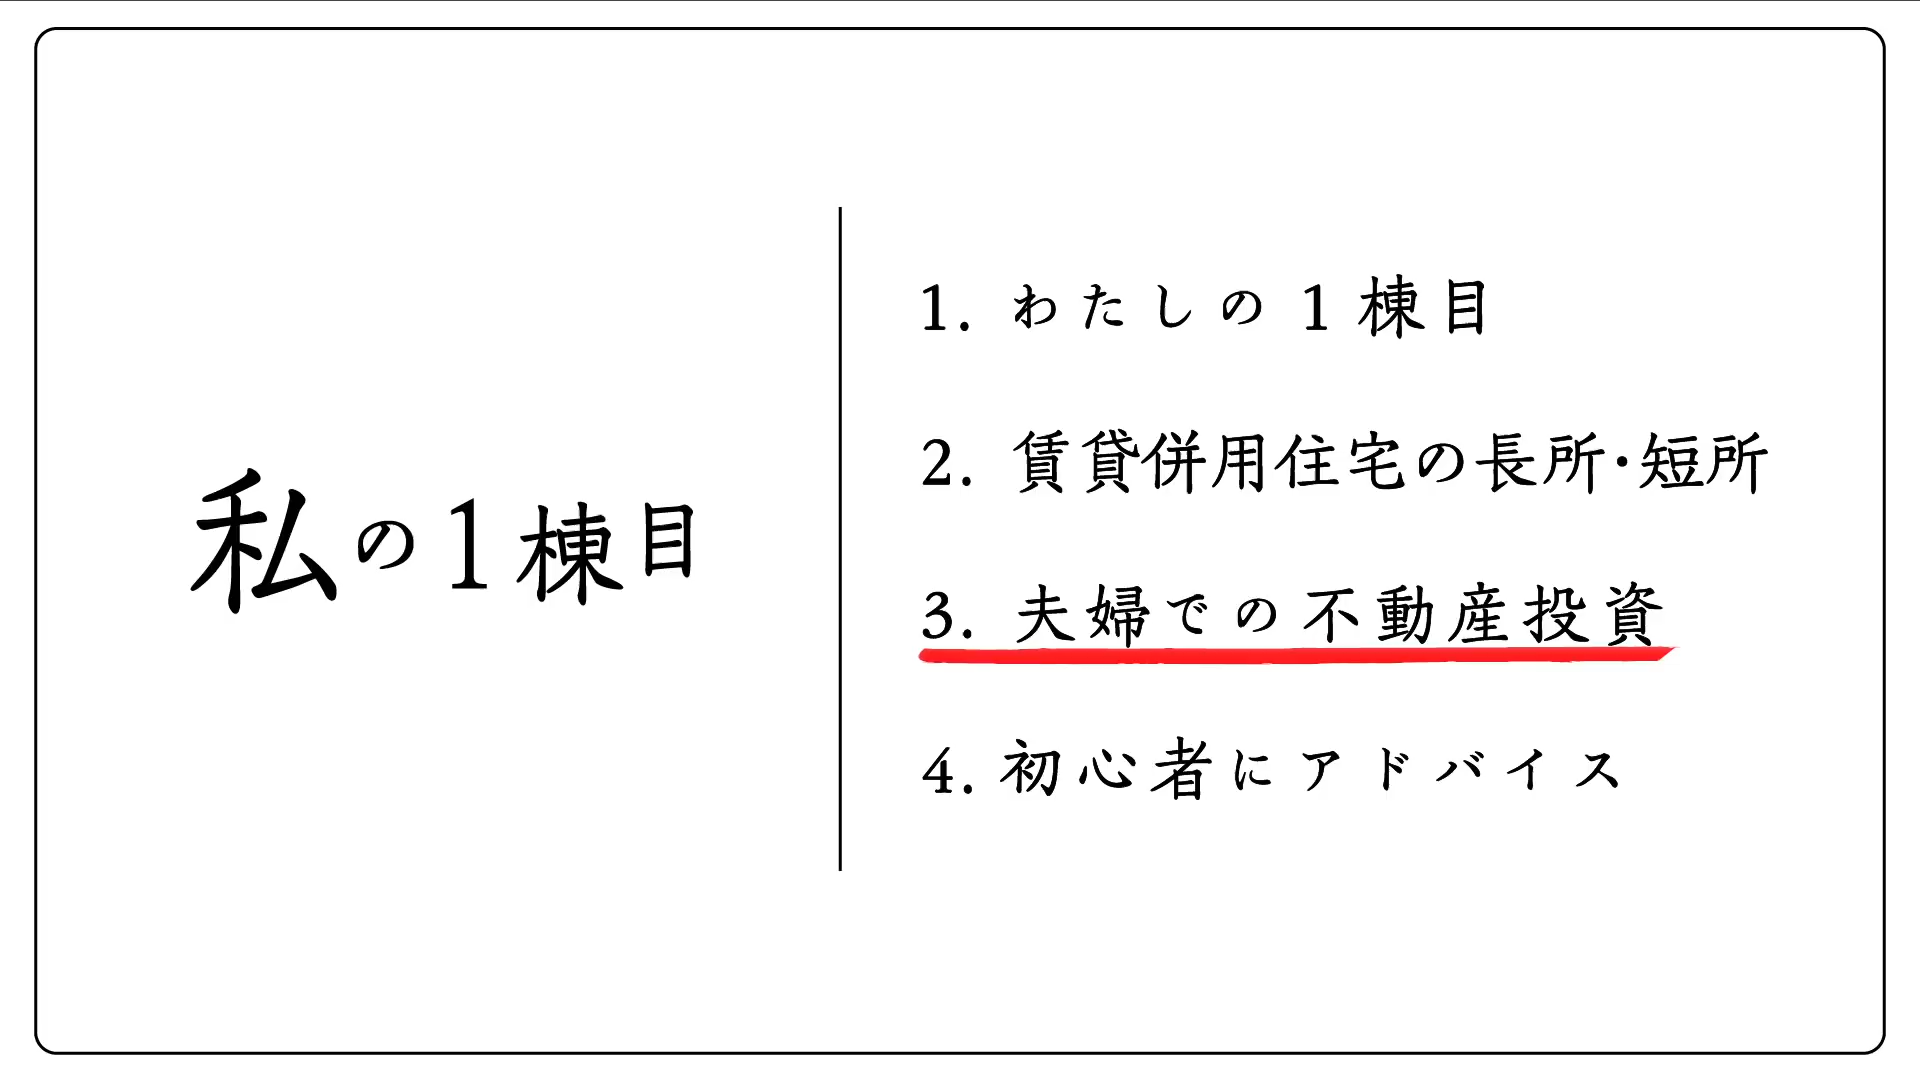 私の1棟目
1. わたしの1棟目
2. 賃貸併用住宅の長所・短所
3. 夫婦での不動産投資
4. 初心者にアドバイス